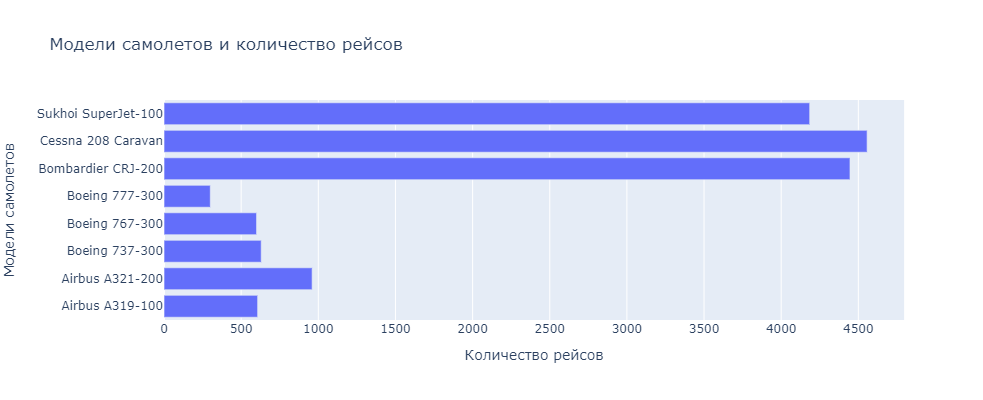 Модели самолетов и количество рейсов
Модели самолетов
Sukhoi SuperJet-100
Cessna 208 Caravan
Bombardier CRJ-200
Boeing 777-300
Boeing 767-300
Boeing 737-300
Airbus A321-200
Airbus A319-100
0 500 1000 1500 2000 2500 3000 3500 4000 4500
Количество рейсов